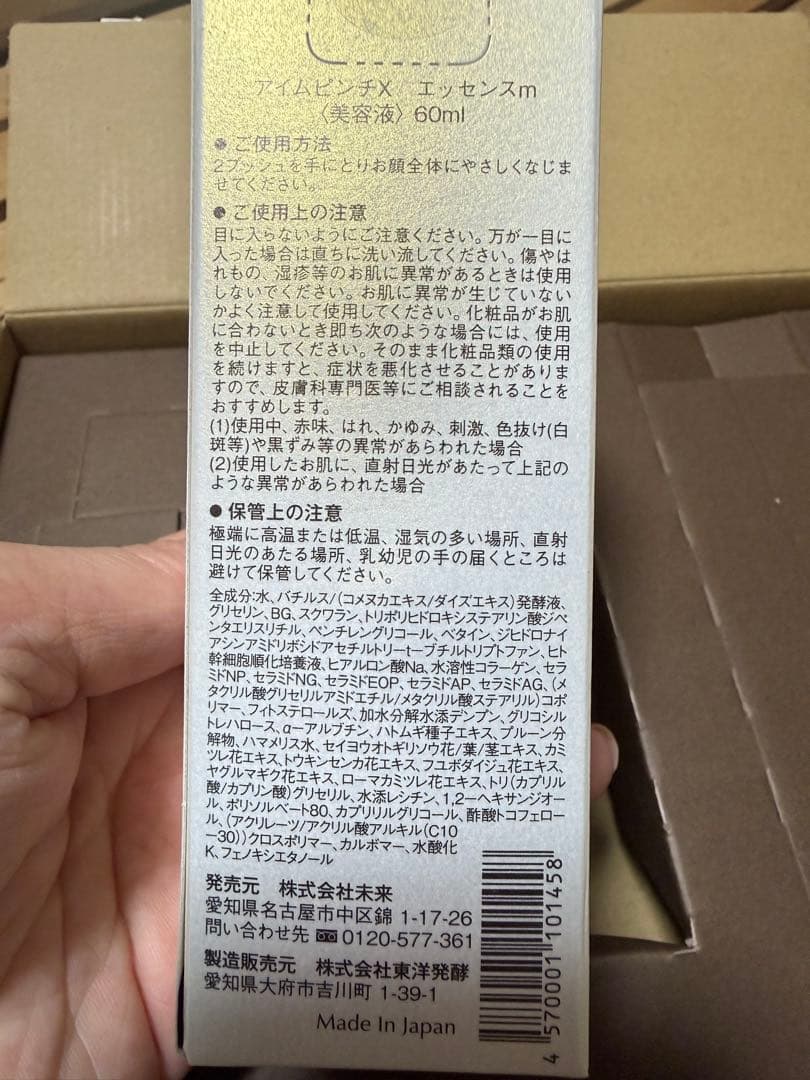 アイムピンチX エッセンスm
〈美容液〉60ml
● ご使用方法
2プッシュを手にとりお顔全体にやさしくなじま
せてください。
● ご使用上の注意
目に入らないようにご注意ください。万が一目に
入った場合は直ちに洗い流してください。傷やは
れもの、湿疹等のお肌に異常があるときは使用
しないでください。お肌に異常が生じていない
かよく注意して使用してください。化粧品がお肌
に合わないとき即ち次のような場合には、使用
を中止してください。そのまま化粧品類の使用
を続けますと、症状を悪化させることがありま
すので、皮膚科専門医等にご相談されることを
おすすめします。
(1)使用中、赤味、はれ、かゆみ、刺激、色抜け(白
斑等)や黒ずみ等の異常があらわれた場合
(2)使用したお肌に、直射日光があたって上記の
ような異常があらわれた場合
● 保管上の注意
極端に高温または低温、湿気の多い場所、直射
日光のあたる場所、乳幼児の手の届くところは
避けて保管してください。
全成分:水、バチルス/(コメヌカエキス/ダイズエキス)発酵液、
グリセリン、BG、スクワラン、トリポリヒドロキシステアリン酸ジペ
ンタエリスリチル、ペンチレングリコール、ベタイン、ジヒドロナイ
アシンアミドリボシドアセチルトリーt-ブチルトリプトファン、ヒト
幹細胞順化培養液、ヒアルロン酸Na、水溶性コラーゲン、セラ
ミドNP、セラミドNG、セラミドEOP、セラミドAP、セラミドAG、(メ
タクリル酸グリセリルアミドエチル/メタクリル酸ステアリル)コポ
リマー、フィトステロールズ、加水分解水添デンプン、グリコシル
トレハロース、α-アルブチン、ハトムギ種子エキス、プルーン分
解物、ハマメリス水、セイヨウオトギリソウ花/葉/茎エキス、カミ
ツレ花エキス、トウキンセンカ花エキス、フユボダイジュ花エキス、
ヤグルマギク花エキス、ローマカミツレ花エキス、トリ(カプリル
酸/カプリン酸)グリセリル、水添レシチン、1,2-ヘキサンジオー
ル、ポリソルベート80、カプリリルグリコール、酢酸トコフェロー
ル、(アクリレーツ/アクリル酸アルキル(C10
-30))クロスポリマー、カルボマー、水酸化
K、フェノキシエタノール
発売元 株式会社未来
愛知県名古屋市中区錦 1-17-26
問い合わせ先 0120-577-361
製造販売元 株式会社東洋発酵
愛知県大府市吉川町 1-39-1
Made In Japan
4 570001 101458